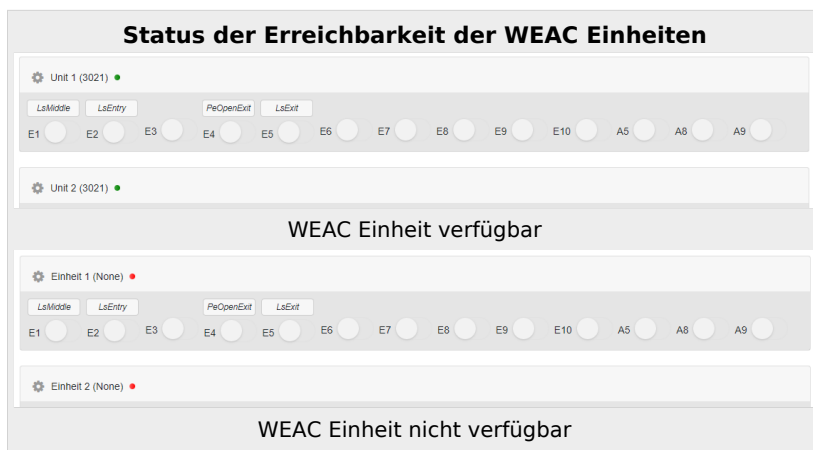 Status der Erreichbarkeit der WEAC Einheiten
Unit 1 (3021)
LsMiddle LsEntry PeOpenExit LsExit
E1 E2 E3 E4 E5 E6 E7 E8 E9 E10 A5 A8 A9
Unit 2 (3021)
WEAC Einheit verfügbar
Einheit 1 (None)
LsMiddle LsEntry PeOpenExit LsExit
E1 E2 E3 E4 E5 E6 E7 E8 E9 E10 A5 A8 A9
Einheit 2 (None)
WEAC Einheit nicht verfügbar